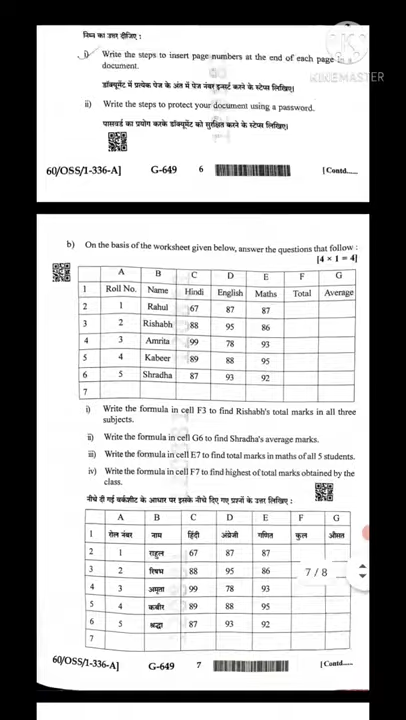 निम्न का उत्तर दीजिए :
i) Write the steps to insert page numbers at the end of each page in a
document.
डॉक्यूमेंट में प्रत्येक पेज के अंत में पेज नंबर इन्सर्ट करने के स्टेप्स लिखिए।
ii) Write the steps to protect your document using a password.
पासवर्ड का प्रयोग करके डॉक्यूमेंट को सुरक्षित करने के स्टेप्स लिखिए।
KINEMASTER
60/OSS/1-336-A] G-649 6 [Contd......
b) On the basis of the worksheet given below, answer the questions that follow :
[4 × 1 = 4]
A B C D E F G
1 Roll No. Name Hindi English Maths Total Average
2 1 Rahul 67 87 87
3 2 Rishabh 88 95 86
4 3 Amrita 99 78 93
5 4 Kabeer 89 88 95
6 5 Shradha 87 93 92
7
i) Write the formula in cell F3 to find Rishabh's total marks in all three
subjects.
ii) Write the formula in cell G6 to find Shradha's average marks.
iii) Write the formula in cell E7 to find total marks in maths of all 5 students.
iv) Write the formula in cell F7 to find highest of total marks obtained by the
class.
नीचे दी गई वर्कशीट के आधार पर इसके नीचे दिए गए प्रश्नों के उत्तर लिखिए :
A B C D E F G
1 रोल नंबर नाम हिंदी अंग्रेजी गणित कुल औसत
2 1 राहुल 67 87 87
3 2 रिषभ 88 95 86
7 / 8
4 3 अमृता 99 78 93
5 4 कबीर 89 88 95
6 5 श्रद्धा 87 93 92
7
60/OSS/1-336-A] G-649 7 [Contd......